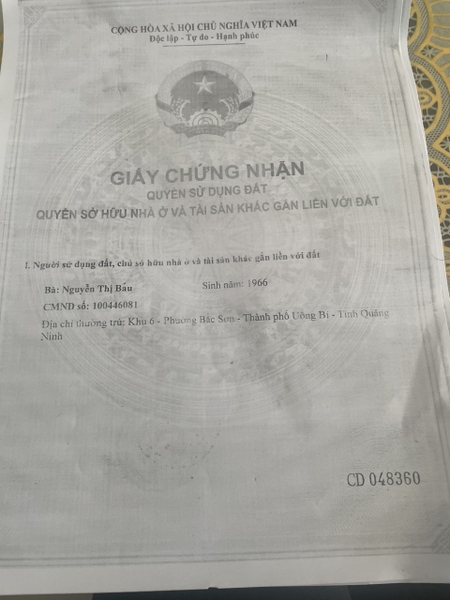 CỘNG HÒA XÃ HỘI CHỦ NGHĨA VIỆT NAM
Độc lập - Tự do - Hạnh phúc
GIẤY CHỨNG NHẬN
QUYỀN SỬ DỤNG ĐẤT
QUYỀN SỞ HỮU NHÀ Ở VÀ TÀI SẢN KHÁC GẮN LIỀN VỚI ĐẤT
I. Người sử dụng đất, chủ sở hữu nhà ở và tài sản khác gắn liền với đất
Bà: Nguyễn Thị Bầu Sinh năm: 1966
CMND số: 100446081
Địa chỉ thường trú: Khu 6 - Phường Bắc Sơn - Thành phố Uông Bí - Tỉnh Quảng
Ninh
CD 048360